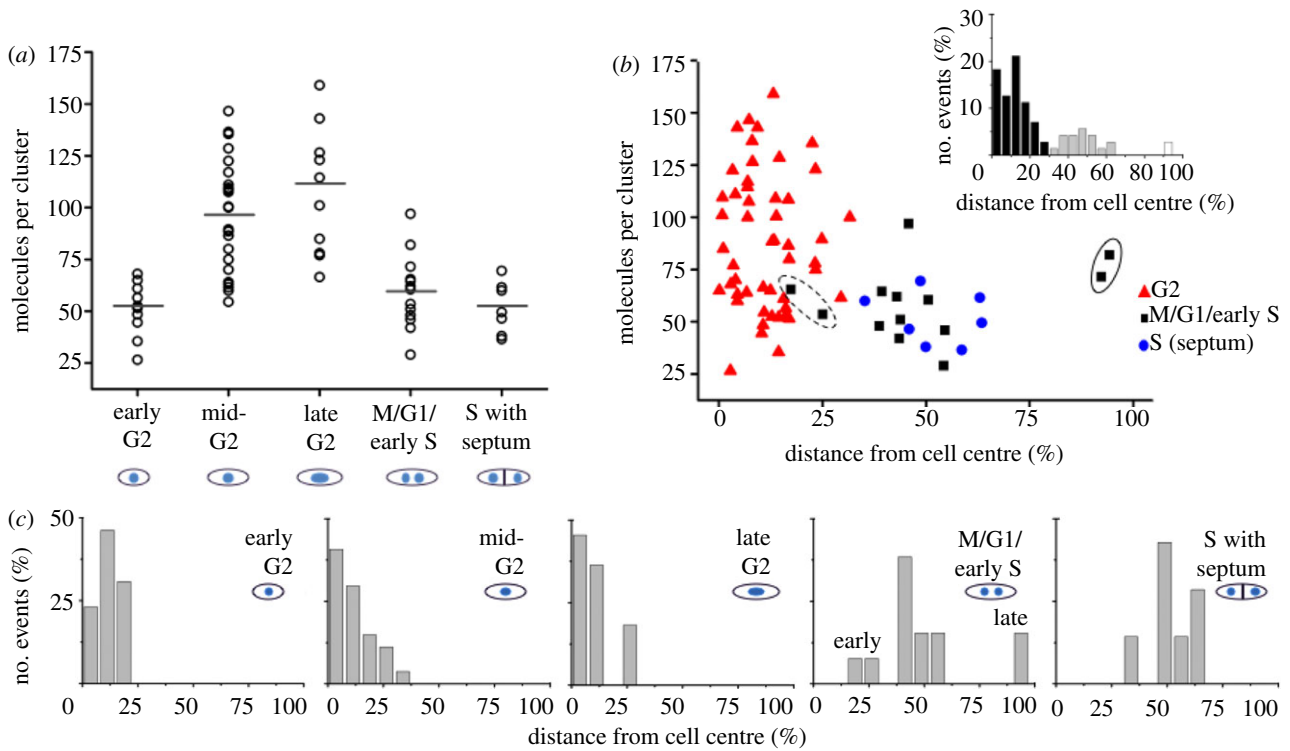 (a)
175
150
125
100
75
50
25
molecules per cluster
early
G2
mid-
G2
late
G2
M/G1/
early S
S with
septum
(b)
175
150
125
100
75
50
25
molecules per cluster
0 25 50 75 100
distance from cell centre (%)
G2
M/G1/early S
S (septum)
30
20
10
0
no. events (%)
0 20 40 60 80 100
distance from cell centre (%)
(c)
50
25
no. events (%)
early
G2
0 25 50 75 100
mid-
G2
0 25 50 75 100
late
G2
0 25 50 75 100
M/G1/
early S
early
late
0 25 50 75 100
S with
septum
0 25 50 75 100
distance from cell centre (%)